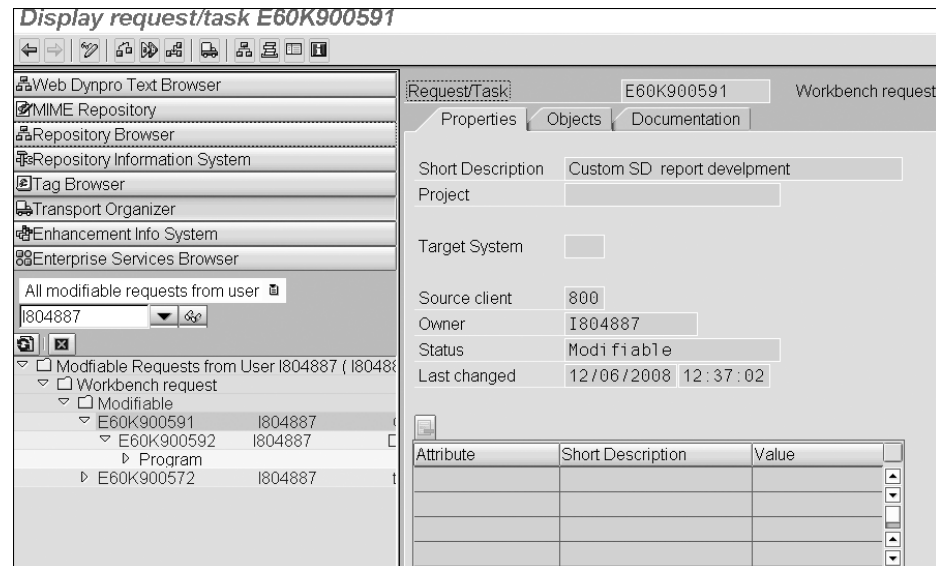 Display request/task E60K900591
Web Dynpro Text Browser
MIME Repository
Repository Browser
Repository Information System
Tag Browser
Transport Organizer
Enhancement Info System
Enterprise Services Browser
All modifiable requests from user
I804887
Modfiable Requests from User I804887 ( I80488
Workbench request
Modifiable
E60K900591 I804887
E60K900592 I804887 D
Program
E60K900572 I804887 t
Request/Task E60K900591 Workbench request
Properties Objects Documentation
Short Description Custom SD report develpment
Project
Target System
Source client 800
Owner I804887
Status Modifiable
Last changed 12/06/2008 12:37:02
Attribute Short Description Value